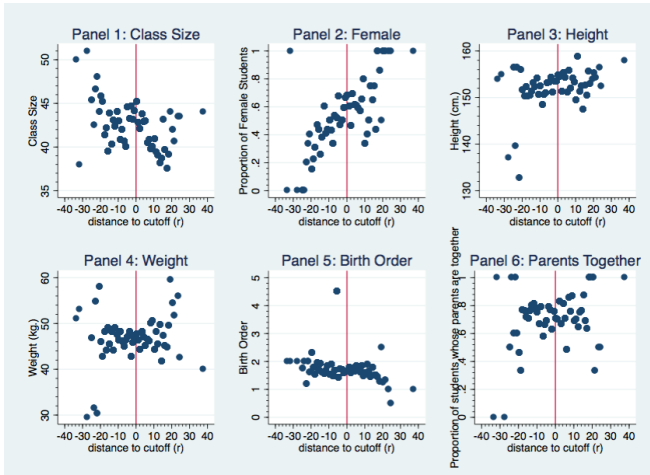 Panel 1: Class Size
Class Size
50
45
40
35
-40 -30 -20 -10 0 10 20 30 40
distance to cutoff (r)
Panel 2: Female
Proportion of Female Students
1
.8
.6
.4
.2
0
-40 -30 -20 -10 0 10 20 30 40
distance to cutoff (r)
Panel 3: Height
Height (cm.)
160
150
140
130
-40 -30 -20 -10 0 10 20 30 40
distance to cutoff (r)
Panel 4: Weight
Weight (kg.)
60
50
40
30
-40 -30 -20 -10 0 10 20 30 40
distance to cutoff (r)
Panel 5: Birth Order
Birth Order
5
4
3
2
1
0
-40 -30 -20 -10 0 10 20 30 40
distance to cutoff (r)
Panel 6: Parents Together
Proportion of students whose parents are together
1
.8
.6
.4
.2
0
-40 -30 -20 -10 0 10 20 30 40
distance to cutoff (r)